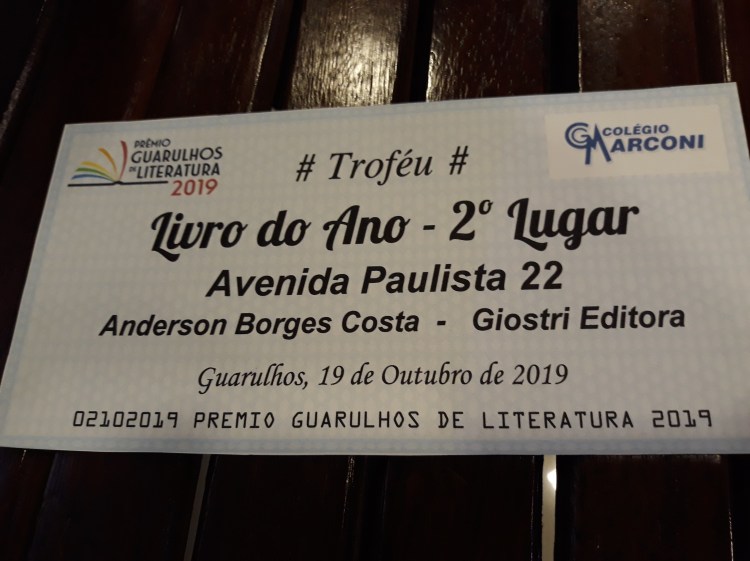 PRÊMIO
GUARULHOS
DE LITERATURA
2019
CGM COLÉGIO
MARCONI
# Troféu #
Livro do Ano - 2º Lugar
Avenida Paulista 22
Anderson Borges Costa - Giostri Editora
Guarulhos, 19 de Outubro de 2019
02102019 PREMIO GUARULHOS DE LITERATURA 2019